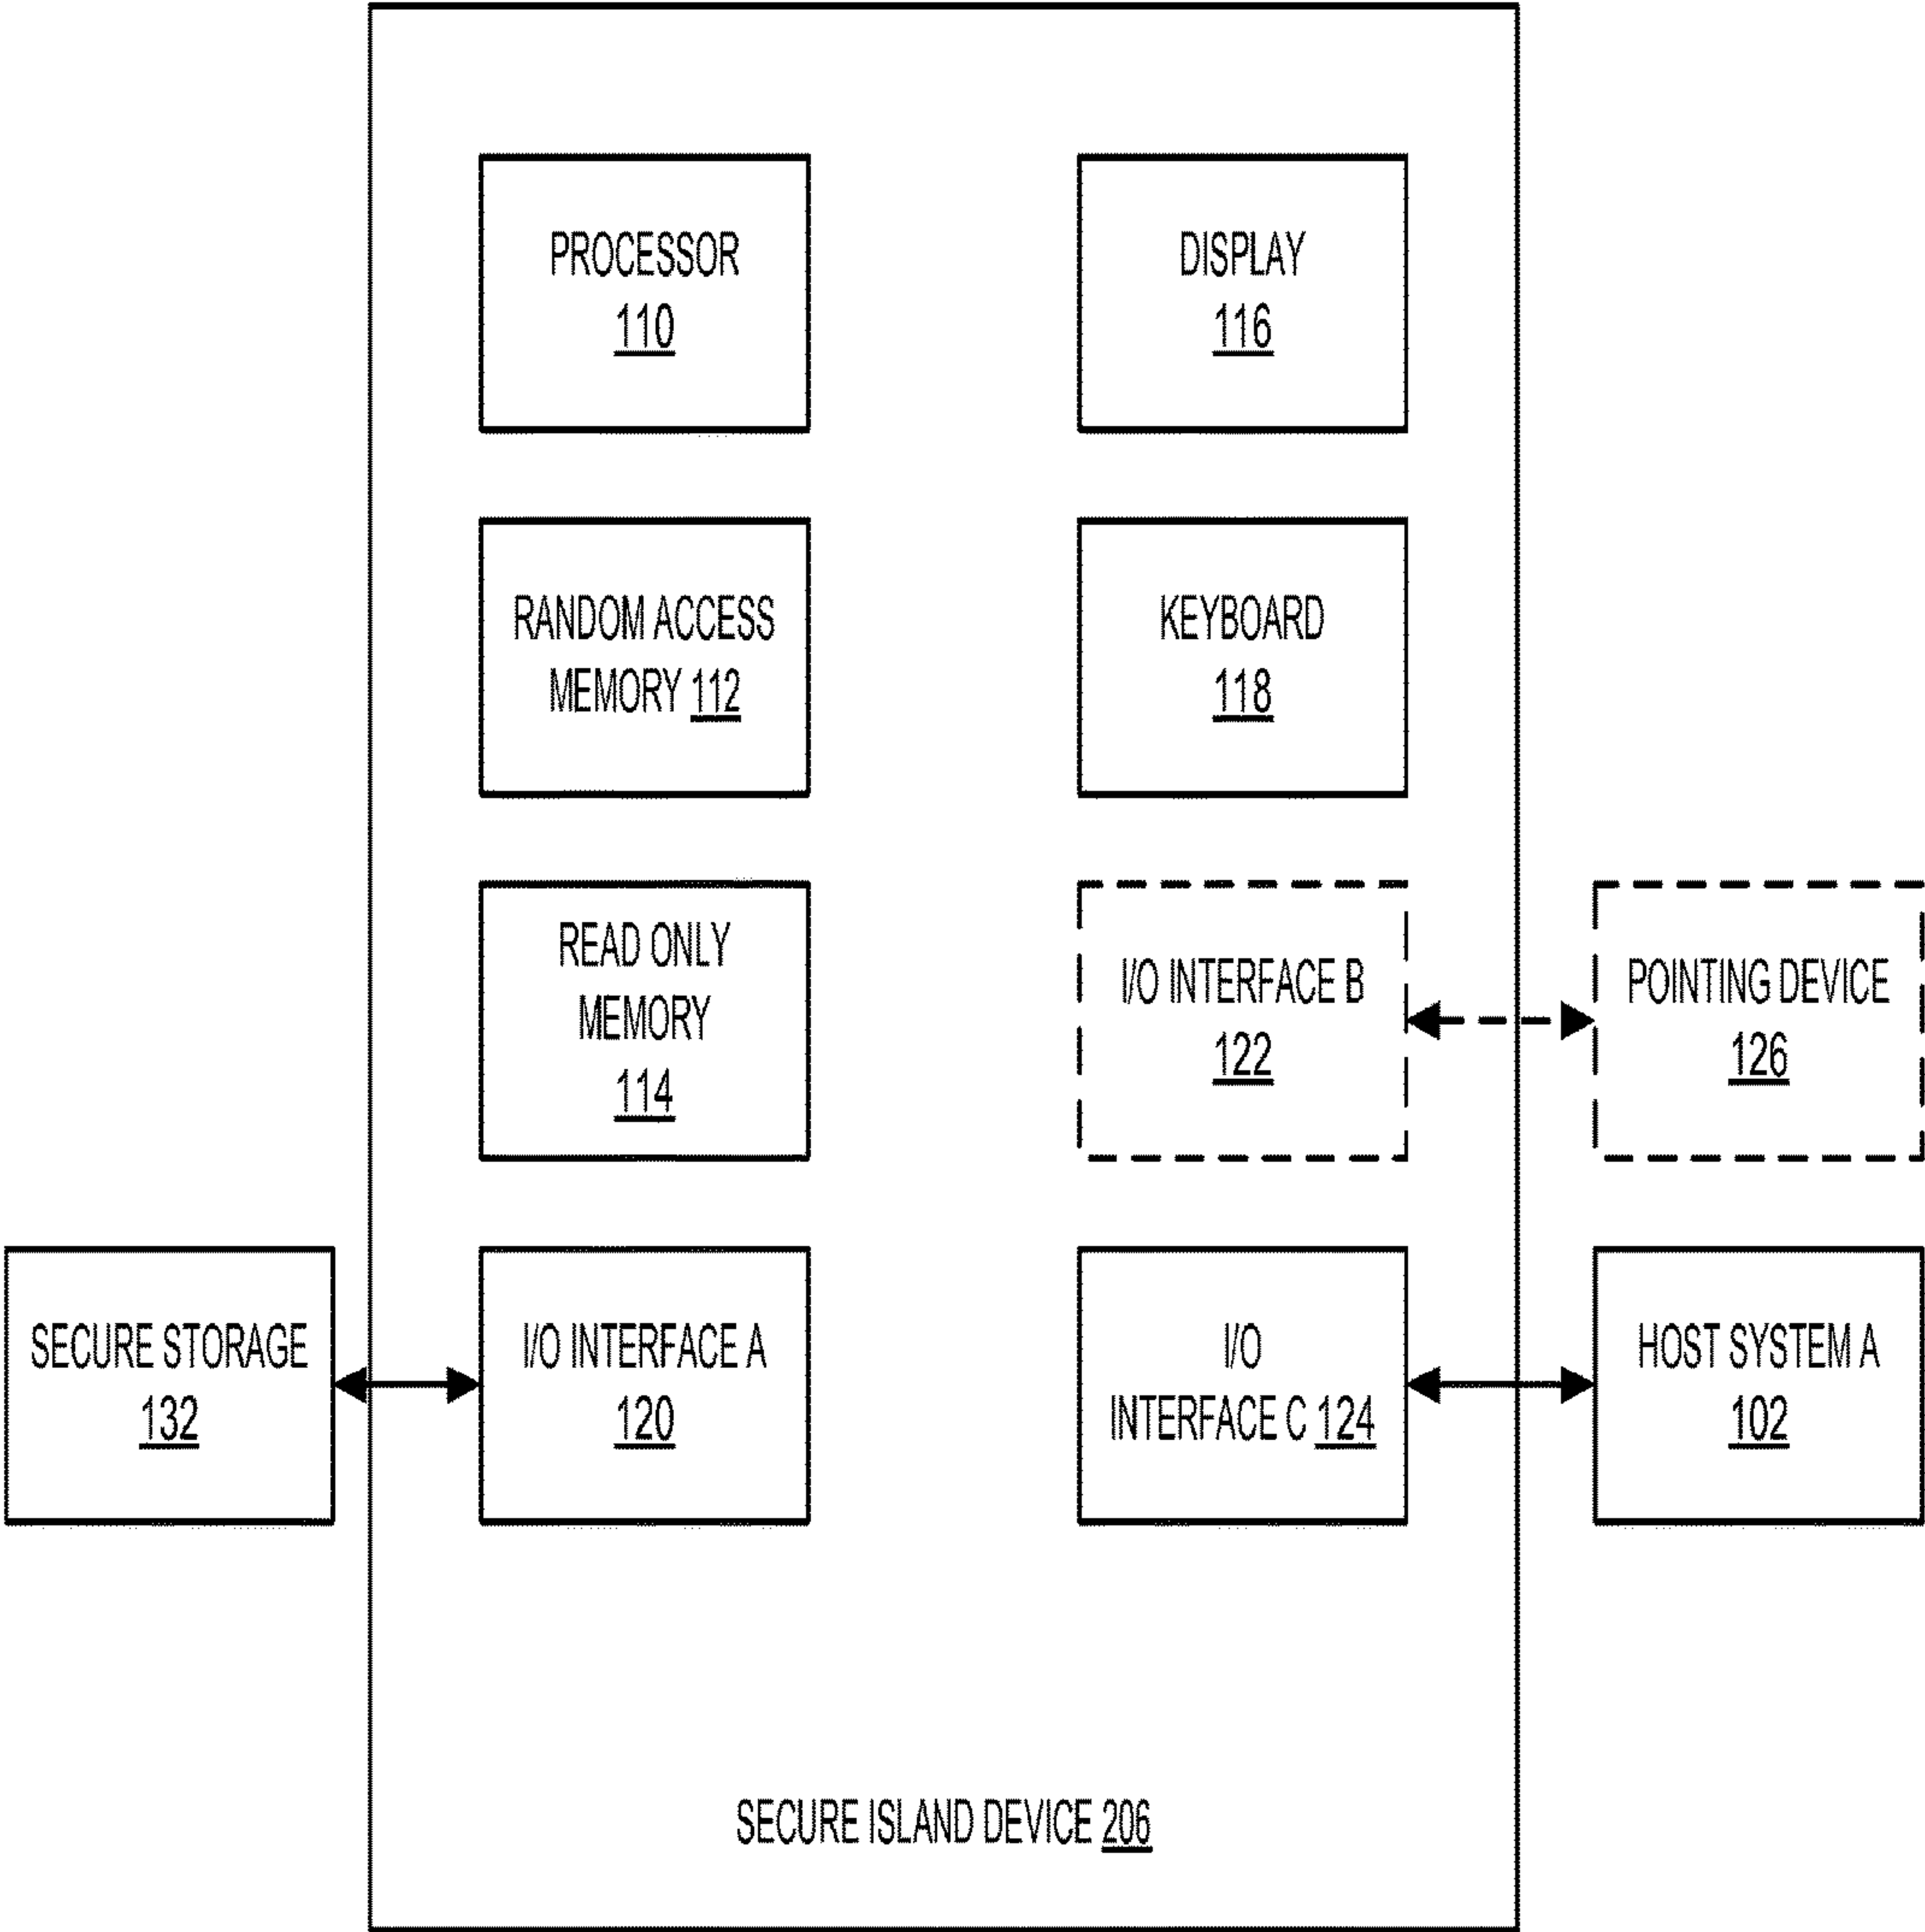 PROCESSOR
110
DISPLAY
116
RANDOM ACCESS
MEMORY 112
KEYBOARD
118
READ ONLY
MEMORY
114
I/O INTERFACE B
122
POINTING DEVICE
126
SECURE STORAGE
132
I/O INTERFACE A
120
I/O
INTERFACE C 124
HOST SYSTEM A
102
SECURE ISLAND DEVICE 206